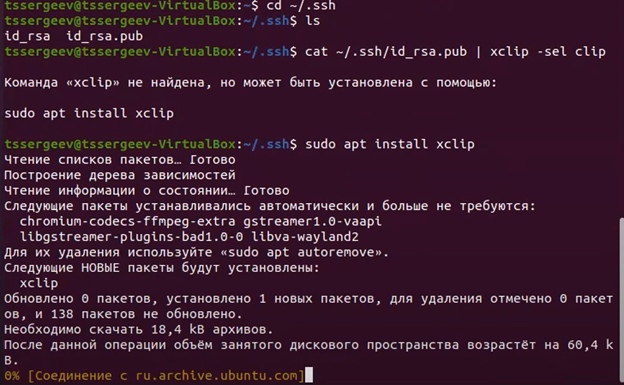 tssergeev@tssergeev-VirtualBox:~$ cd ~/.ssh
tssergeev@tssergeev-VirtualBox:~/.ssh$ ls
id_rsa  id_rsa.pub
tssergeev@tssergeev-VirtualBox:~/.ssh$ cat ~/.ssh/id_rsa.pub | xclip -sel clip
Команда «xclip» не найдена, но может быть установлена с помощью:
sudo apt install xclip
tssergeev@tssergeev-VirtualBox:~/.ssh$ sudo apt install xclip
Чтение списков пакетов… Готово
Построение дерева зависимостей
Чтение информации о состоянии… Готово
Следующие пакеты устанавливались автоматически и больше не требуются:
  chromium-codecs-ffmpeg-extra gstreamer1.0-vaapi
  libgstreamer-plugins-bad1.0-0 libva-wayland2
Для их удаления используйте «sudo apt autoremove».
Следующие НОВЫЕ пакеты будут установлены:
  xclip
Обновлено 0 пакетов, установлено 1 новых пакетов, для удаления отмечено 0 пакет
ов, и 138 пакетов не обновлено.
Необходимо скачать 18,4 kB архивов.
После данной операции объём занятого дискового пространства возрастёт на 60,4 k
B.
0% [Соединение с ru.archive.ubuntu.com]